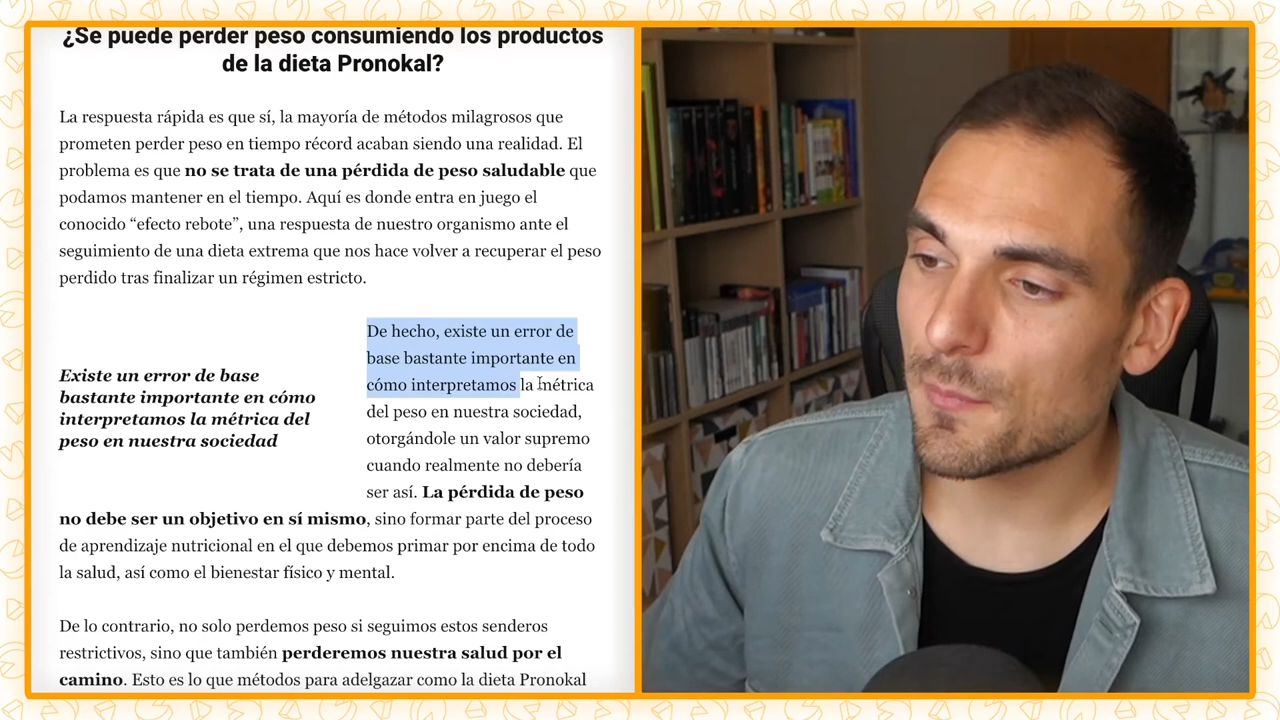 ¿Se puede perder peso consumiendo los productos
de la dieta Pronokal?
La respuesta rápida es que sí, la mayoría de métodos milagrosos que
prometen perder peso en tiempo récord acaban siendo una realidad. El
problema es que no se trata de una pérdida de peso saludable que
podamos mantener en el tiempo. Aquí es donde entra en juego el
conocido “efecto rebote”, una respuesta de nuestro organismo ante el
seguimiento de una dieta extrema que nos hace volver a recuperar el peso
perdido tras finalizar un régimen estricto.
Existe un error de base
bastante importante en cómo
interpretamos la métrica del
peso en nuestra sociedad
De hecho, existe un error de
base bastante importante en
cómo interpretamos la métrica
del peso en nuestra sociedad,
otorgándole un valor supremo
cuando realmente no debería
ser así. La pérdida de peso
no debe ser un objetivo en sí mismo, sino formar parte del proceso
de aprendizaje nutricional en el que debemos primar por encima de todo
la salud, así como el bienestar físico y mental.
De lo contrario, no solo perdemos peso si seguimos estos senderos
restrictivos, sino que también perderemos nuestra salud por el
camino. Esto es lo que métodos para adelgazar como la dieta Pronokal